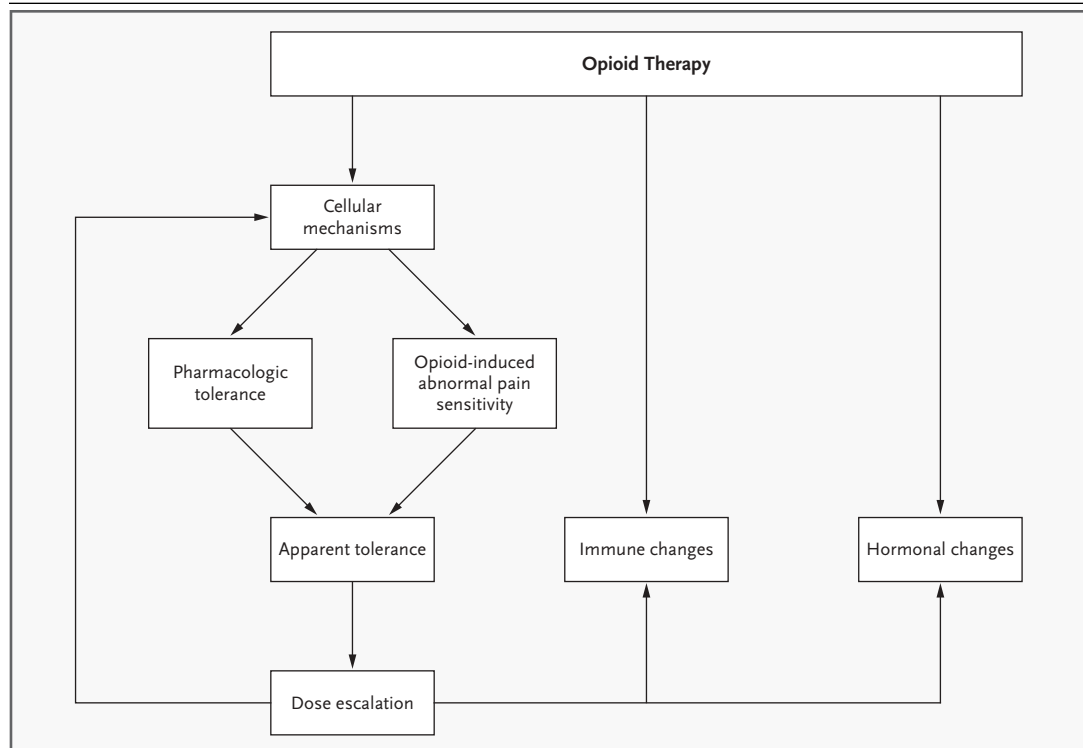 Opioid Therapy
Cellular
mechanisms
Pharmacologic
tolerance
Opioid-induced
abnormal pain
sensitivity
Apparent tolerance
Immune changes
Hormonal changes
Dose escalation